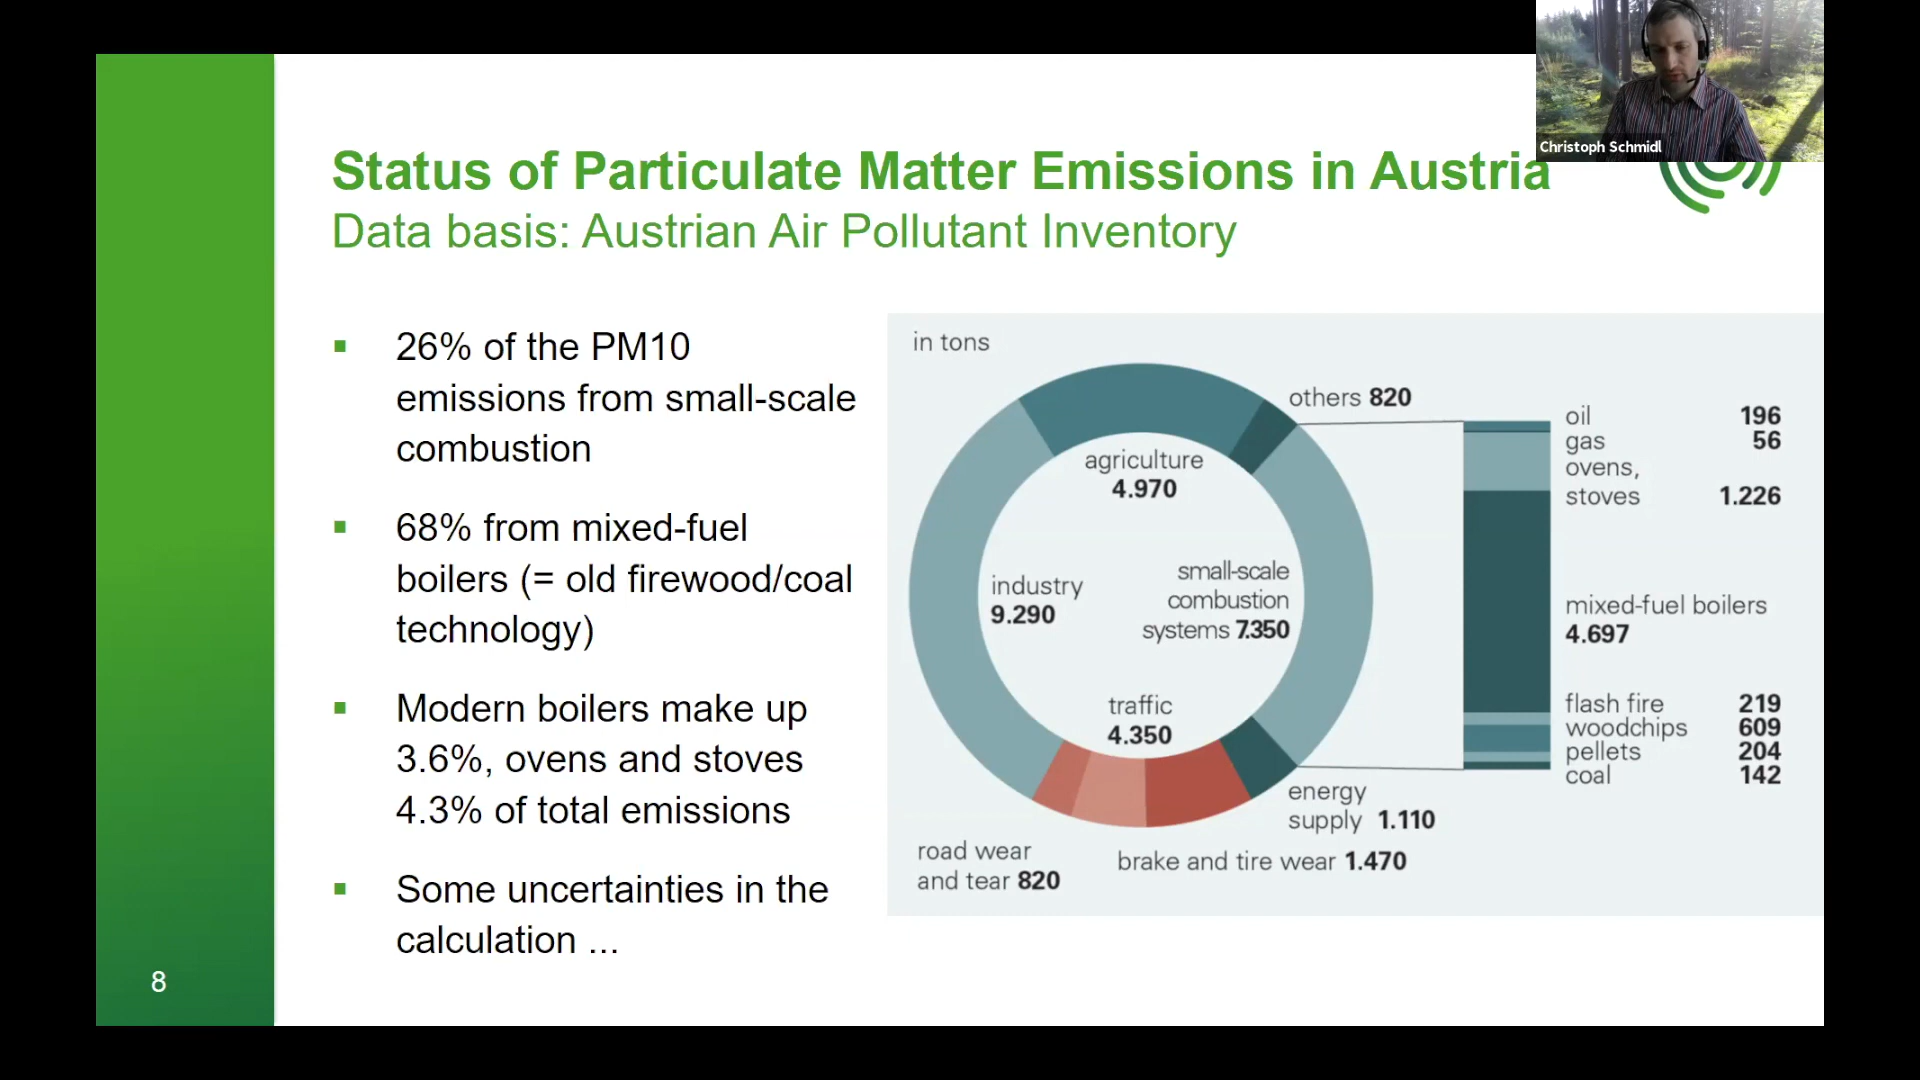 Christoph Schmidl
Status of Particulate Matter Emissions in Austria
Data basis: Austrian Air Pollutant Inventory
26% of the PM10
emissions from small-scale
combustion
68% from mixed-fuel
boilers (= old firewood/coal
technology)
Modern boilers make up
3.6%, ovens and stoves
4.3% of total emissions
Some uncertainties in the
calculation ...
8
in tons
others 820
agriculture
4.970
industry
9.290
small-scale
combustion
systems 7.350
traffic
4.350
energy
supply 1.110
brake and tire wear 1.470
road wear
and tear 820
oil 196
gas 56
ovens,
stoves 1.226
mixed-fuel boilers
4.697
flash fire 219
woodchips 609
pellets 204
coal 142